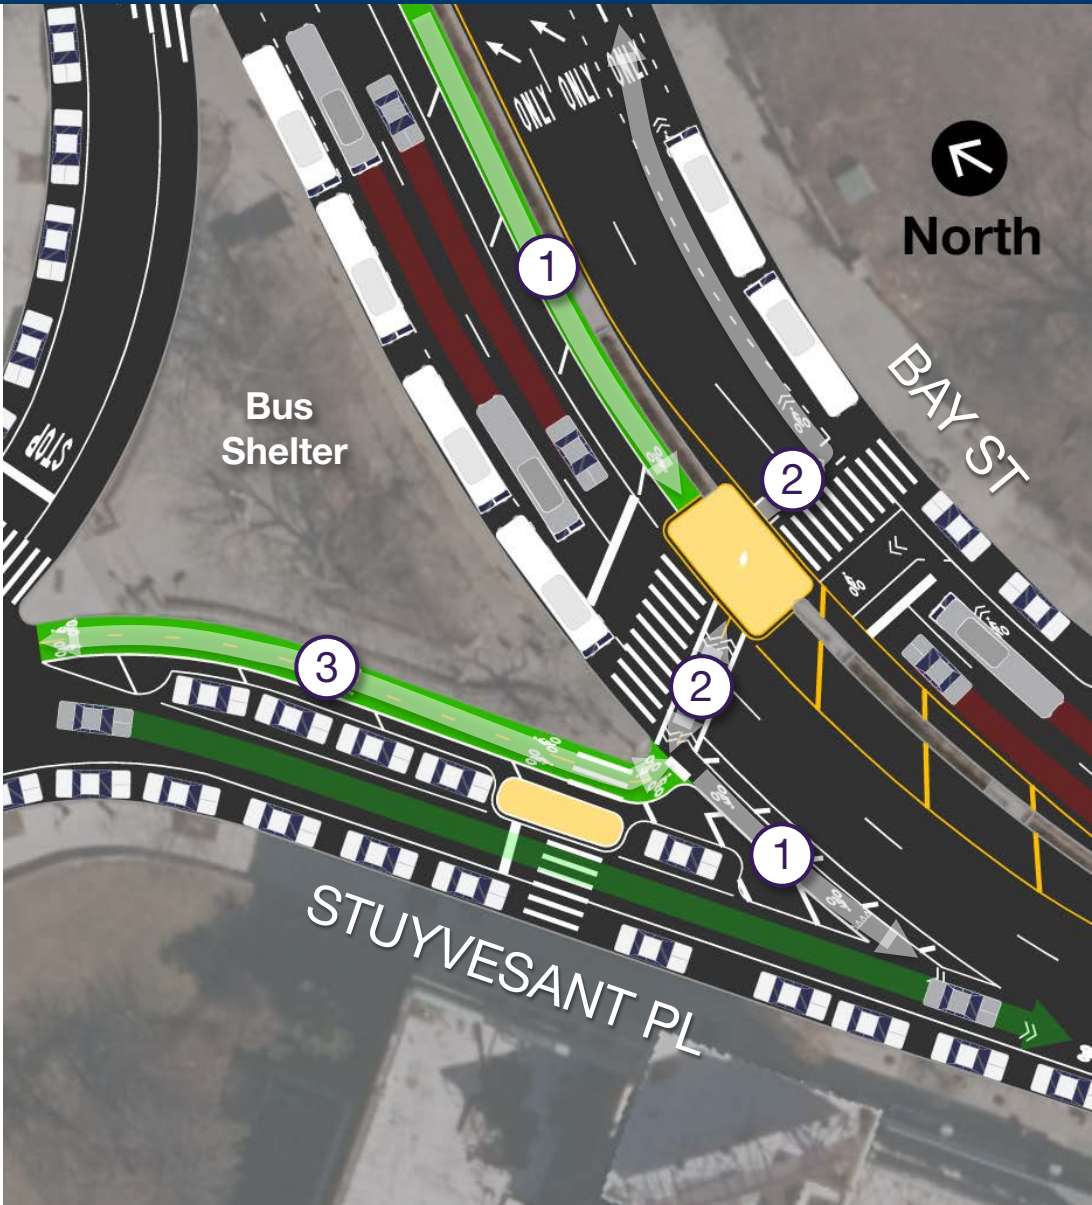 ONLY
ONLY
ONLY
North
1
BAY ST
Bus
Shelter
STOP
2
3
2
1
STUYVESANT PL